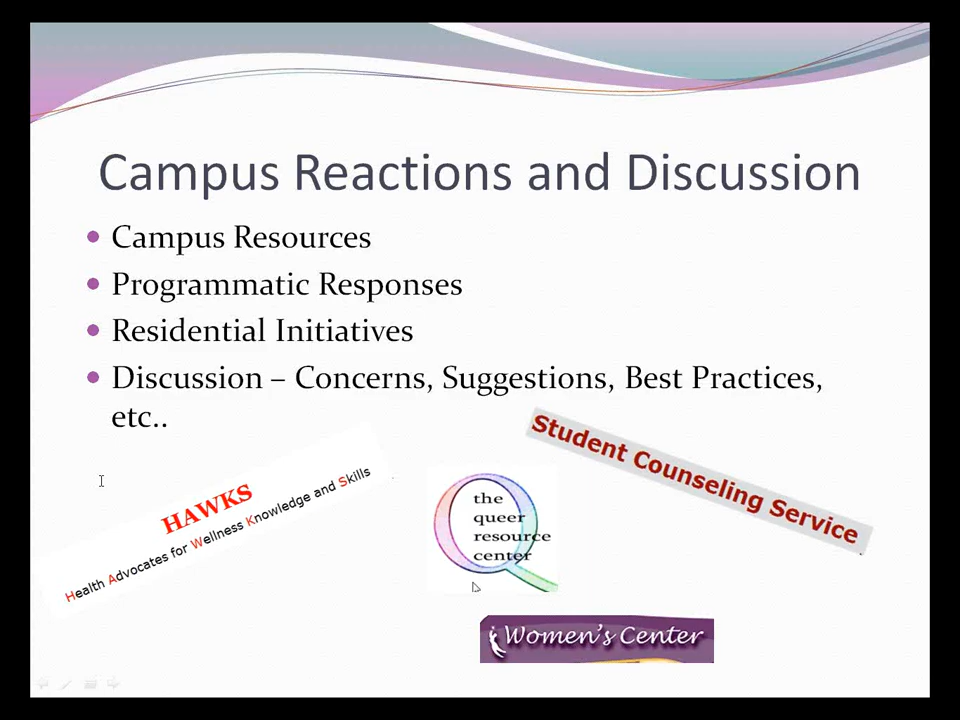 Campus Reactions and Discussion
Campus Resources
Programmatic Responses
Residential Initiatives
Discussion – Concerns, Suggestions, Best Practices,
etc..
Student Counseling Service
HAWKS
Health Advocates for Wellness Knowledge and Skills
the
queer
resource
center
Women's Center